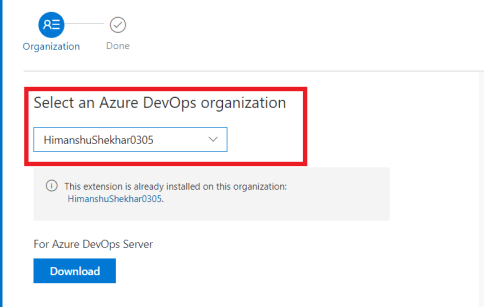 Organization
Done
Select an Azure DevOps organization
HimanshuShekhar0305
This extension is already installed on this organization:
HimanshuShekhar0305.
For Azure DevOps Server
Download